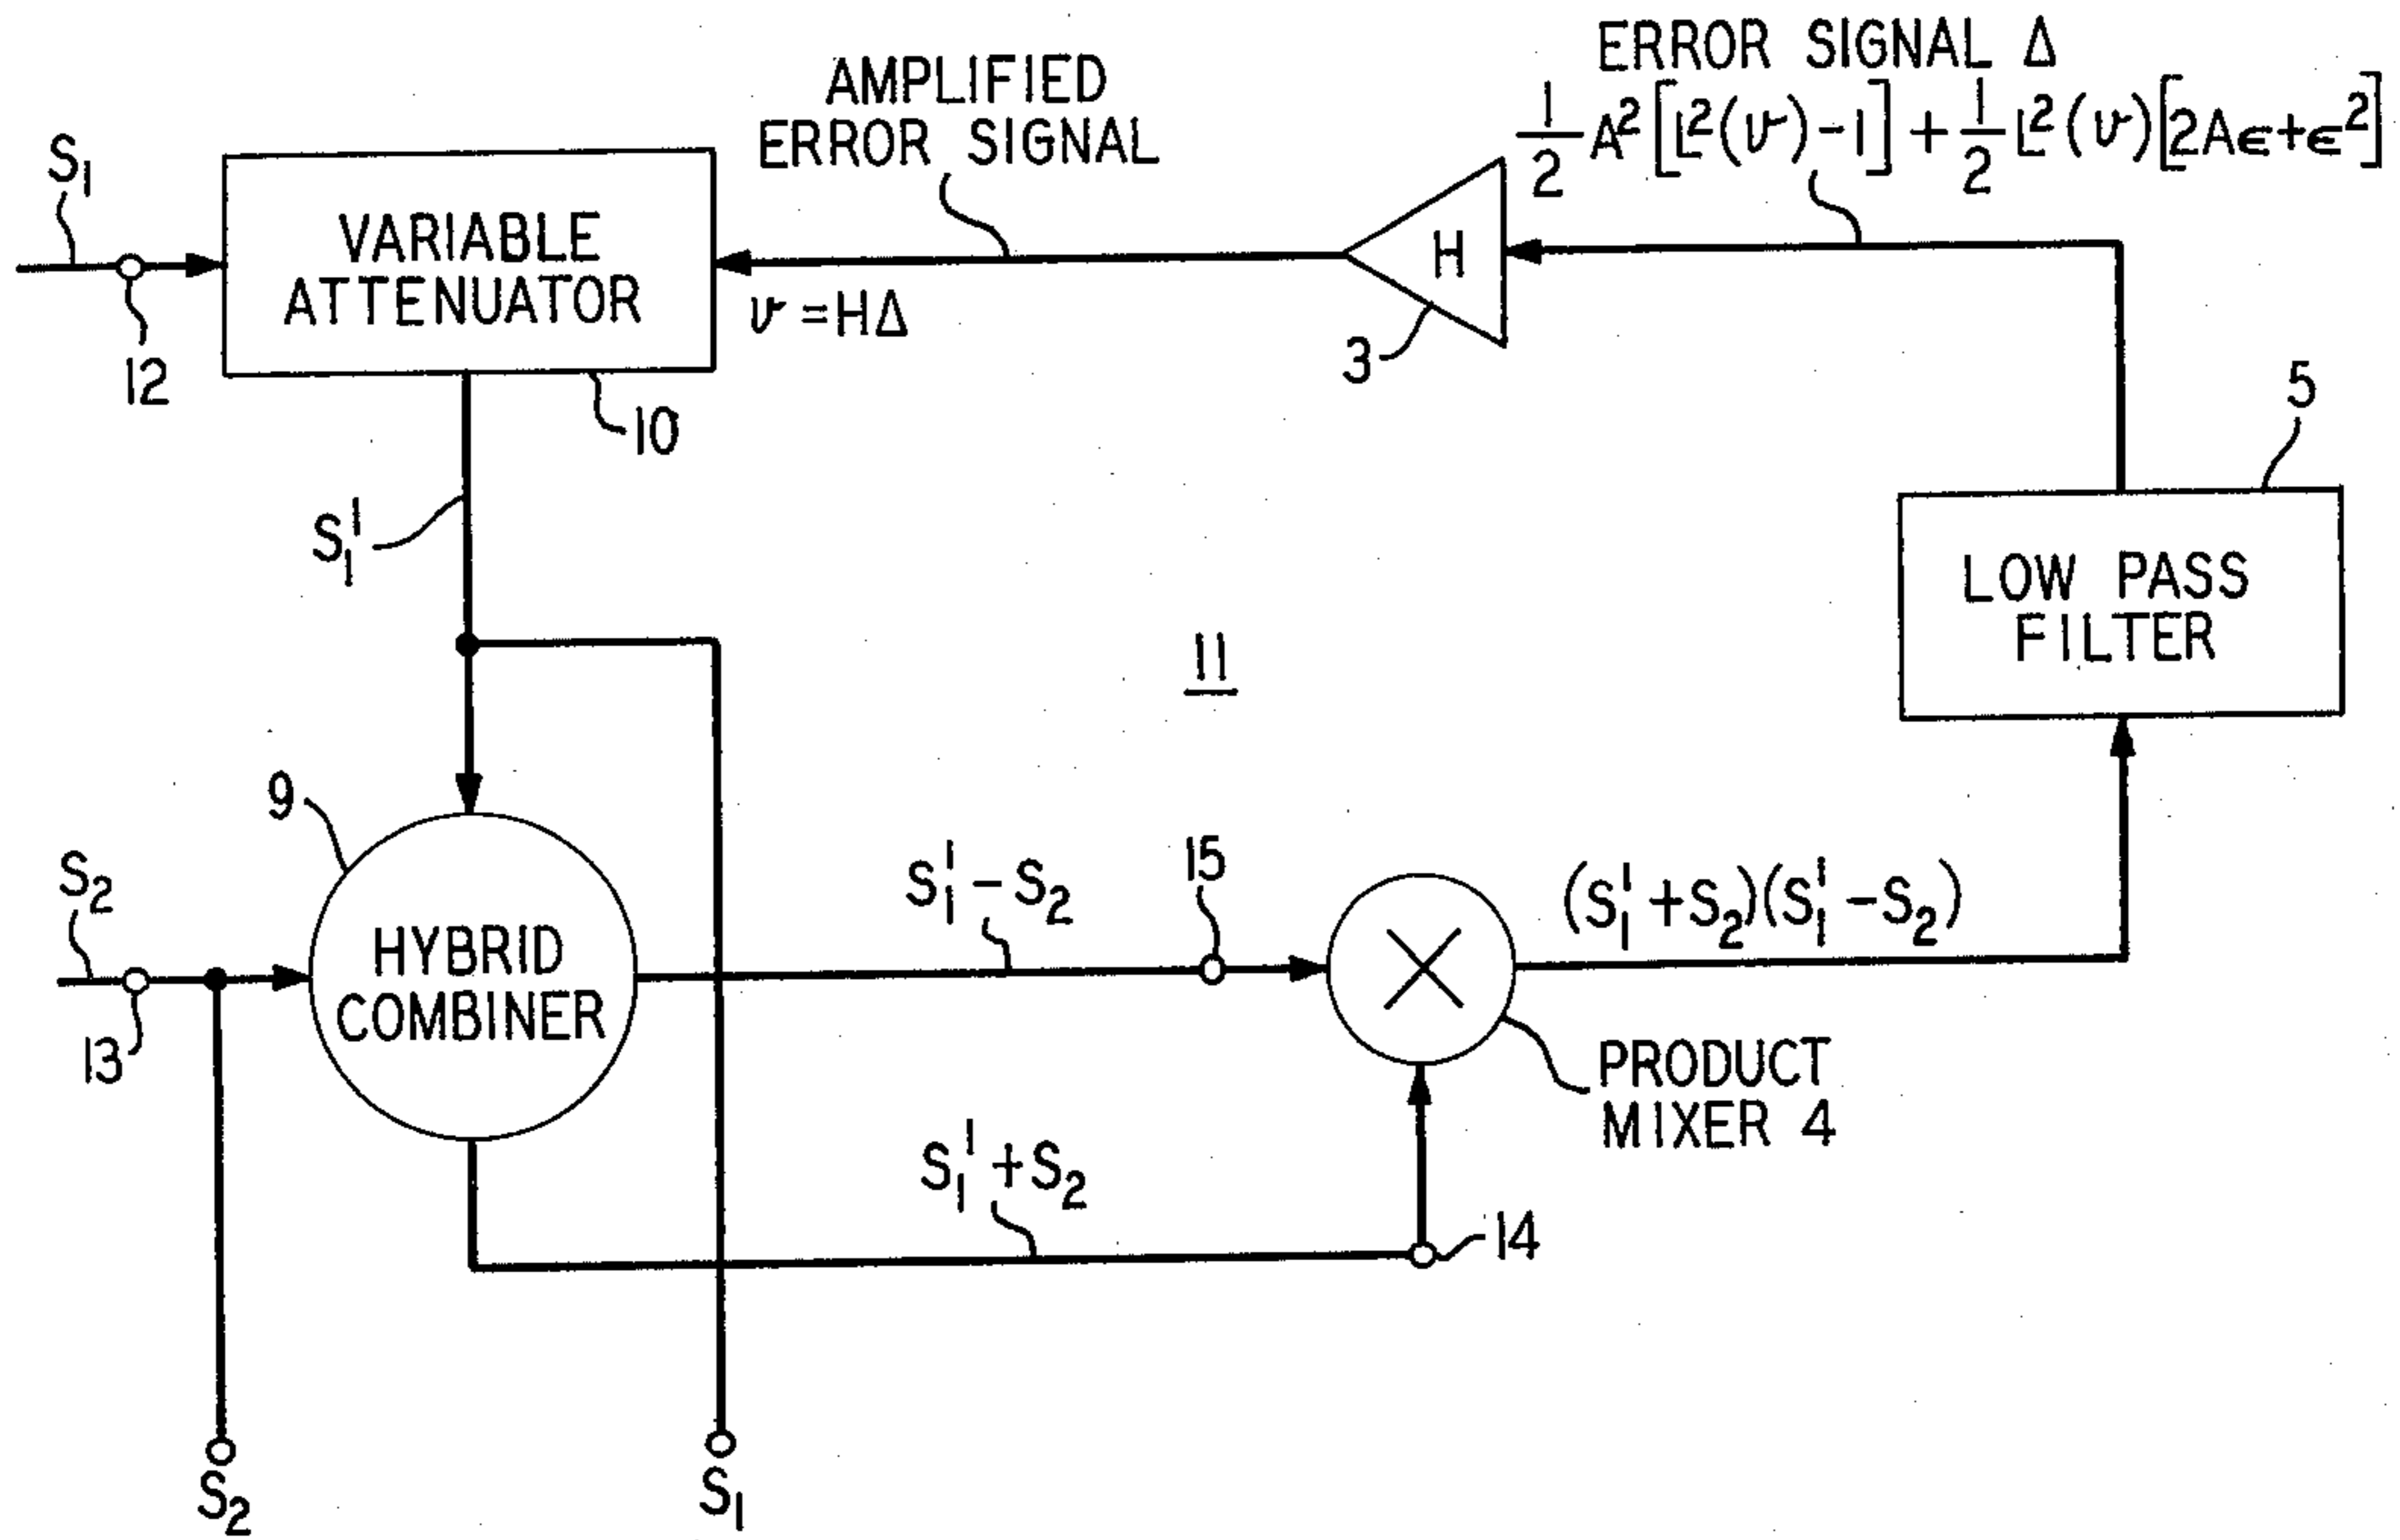 ERROR SIGNAL Δ
1/2 A²[L²(v)-1]+1/2 L²(v)[2Aϵ+ϵ²]
AMPLIFIED
ERROR SIGNAL
S₁
VARIABLE
ATTENUATOR
H
v=HΔ
12
3
10
5
S₁'
LOW PASS
FILTER
11
9
S₂
S₁'-S₂
15
(S₁'+S₂)(S₁'-S₂)
HYBRID
COMBINER
13
PRODUCT
MIXER 4
S₁'+S₂
14
S₂
S₁